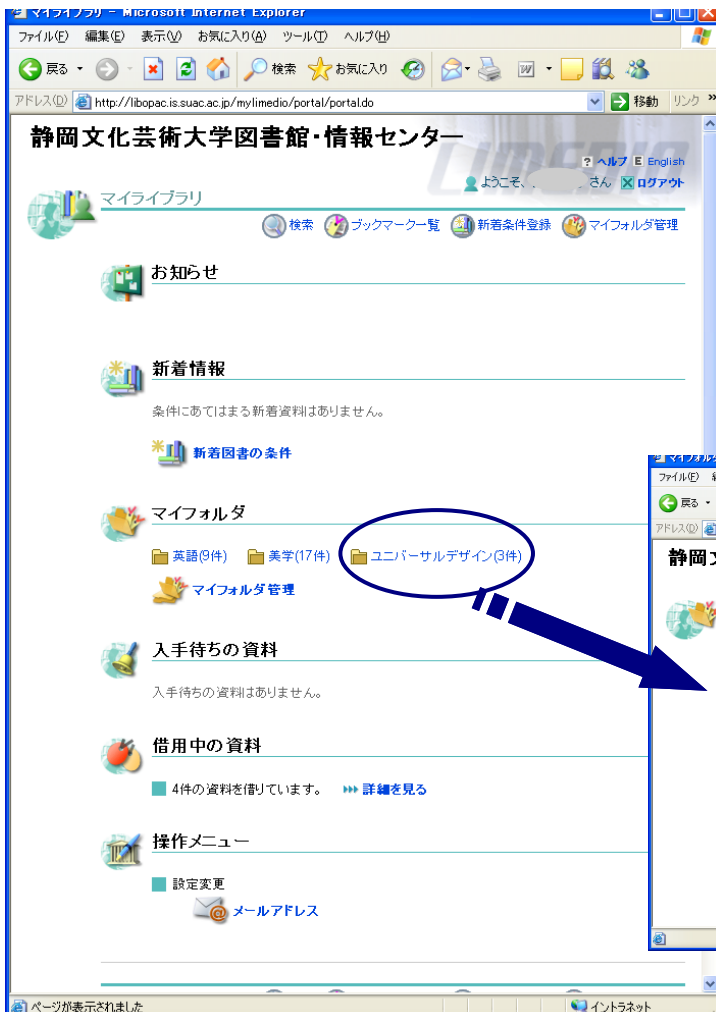 マイライブラリ - Microsoft Internet Explorer
ファイル(F) 編集(E) 表示(V) お気に入り(A) ツール(T) ヘルプ(H)
戻る 検索 お気に入り
アドレス(D) http://libopac.is.suac.ac.jp/mylimedio/portal/portal.do 移動 リンク »
静岡文化芸術大学図書館・情報センター
LIMEDIO
? ヘルプ E English
ようこそ、 さん ログアウト
マイライブラリ
検索 ブックマーク一覧 新着条件登録 マイフォルダ管理
お知らせ
新着情報
条件にあてはまる新着資料はありません。
新着図書の条件
マイフォルダ
英語(9件) 美学(17件) ユニバーサルデザイン(3件)
マイフォルダ管理
入手待ちの資料
入手待ちの資料はありません。
借用中の資料
4件の資料を借りています。 詳細を見る
操作メニュー
設定変更
メールアドレス
ページが表示されました イントラネット
ファイル(F)
戻る
アドレス(D)
静岡